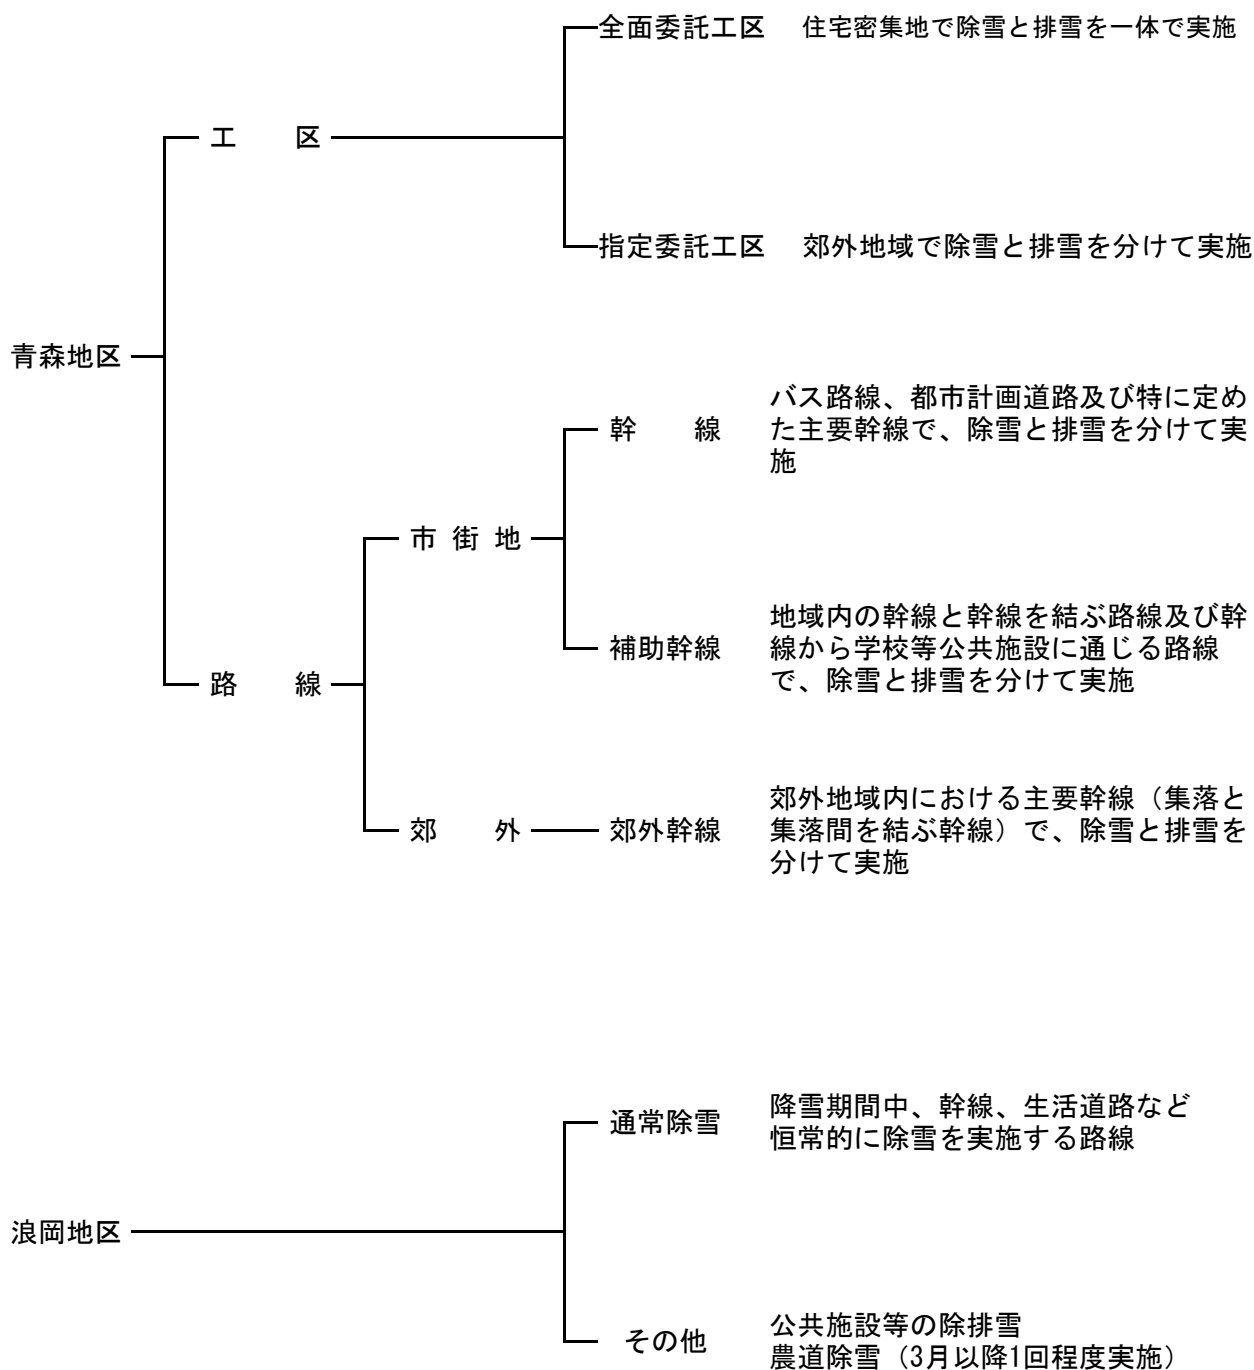 全面委託工区　住宅密集地で除雪と排雪を一体で実施
工　区
指定委託工区　郊外地域で除雪と排雪を分けて実施
青森地区
幹　線
バス路線、都市計画道路及び特に定め
た主要幹線で、除雪と排雪を分けて実
施
市 街 地
補助幹線
地域内の幹線と幹線を結ぶ路線及び幹
線から学校等公共施設に通じる路線
で、除雪と排雪を分けて実施
路　線
郊　外
郊外幹線
郊外地域内における主要幹線（集落と
集落間を結ぶ幹線）で、除雪と排雪を
分けて実施
通常除雪
降雪期間中、幹線、生活道路など
恒常的に除雪を実施する路線
浪岡地区
その他
公共施設等の除排雪
農道除雪（3月以降1回程度実施）